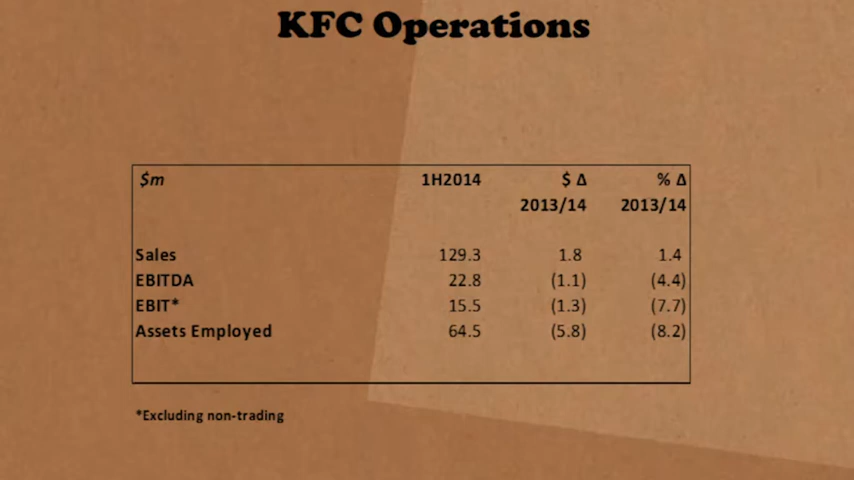 KFC Operations
$m 1H2014 $ Δ % Δ
2013/14 2013/14
Sales 129.3 1.8 1.4
EBITDA 22.8 (1.1) (4.4)
EBIT* 15.5 (1.3) (7.7)
Assets Employed 64.5 (5.8) (8.2)
*Excluding non-trading